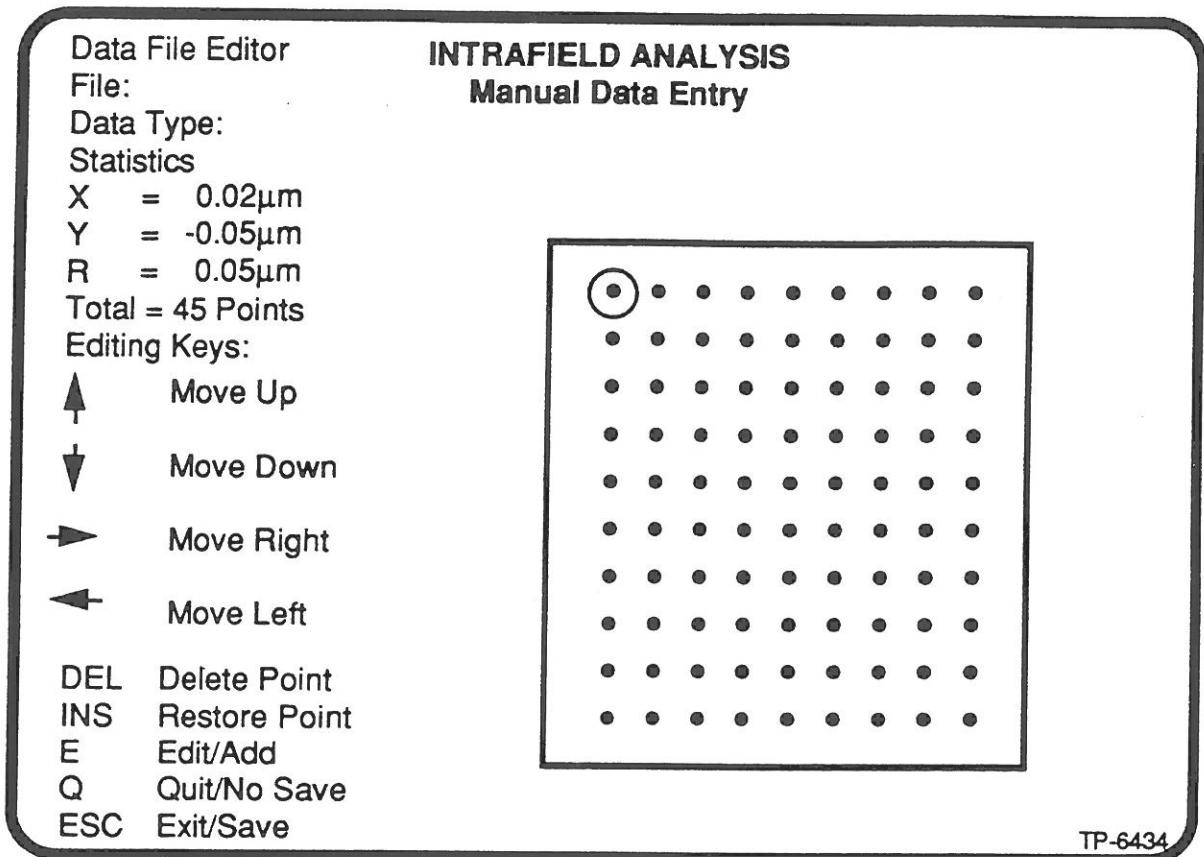 Data File Editor
INTRAFIELD ANALYSIS
Manual Data Entry
File:
Data Type:
Statistics
X = 0.02µm
Y = -0.05µm
R = 0.05µm
Total = 45 Points
Editing Keys:
Move Up
Move Down
Move Right
Move Left
DEL Delete Point
INS Restore Point
E Edit/Add
Q Quit/No Save
ESC Exit/Save
TP-6434